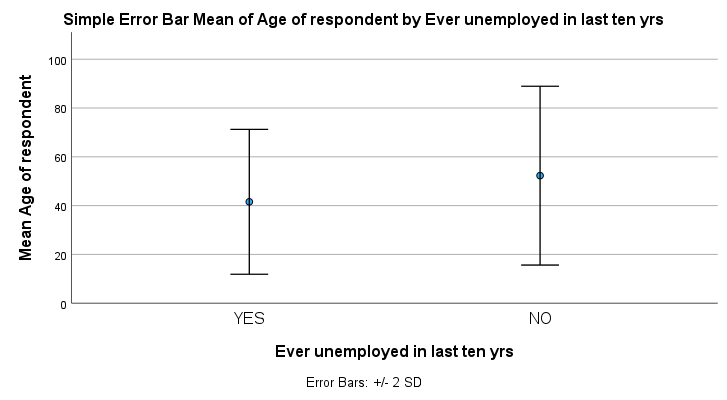 Simple Error Bar Mean of Age of respondent by Ever unemployed in last ten yrs
Mean Age of respondent
100
80
60
40
20
0
YES
NO
Ever unemployed in last ten yrs
Error Bars: +/- 2 SD